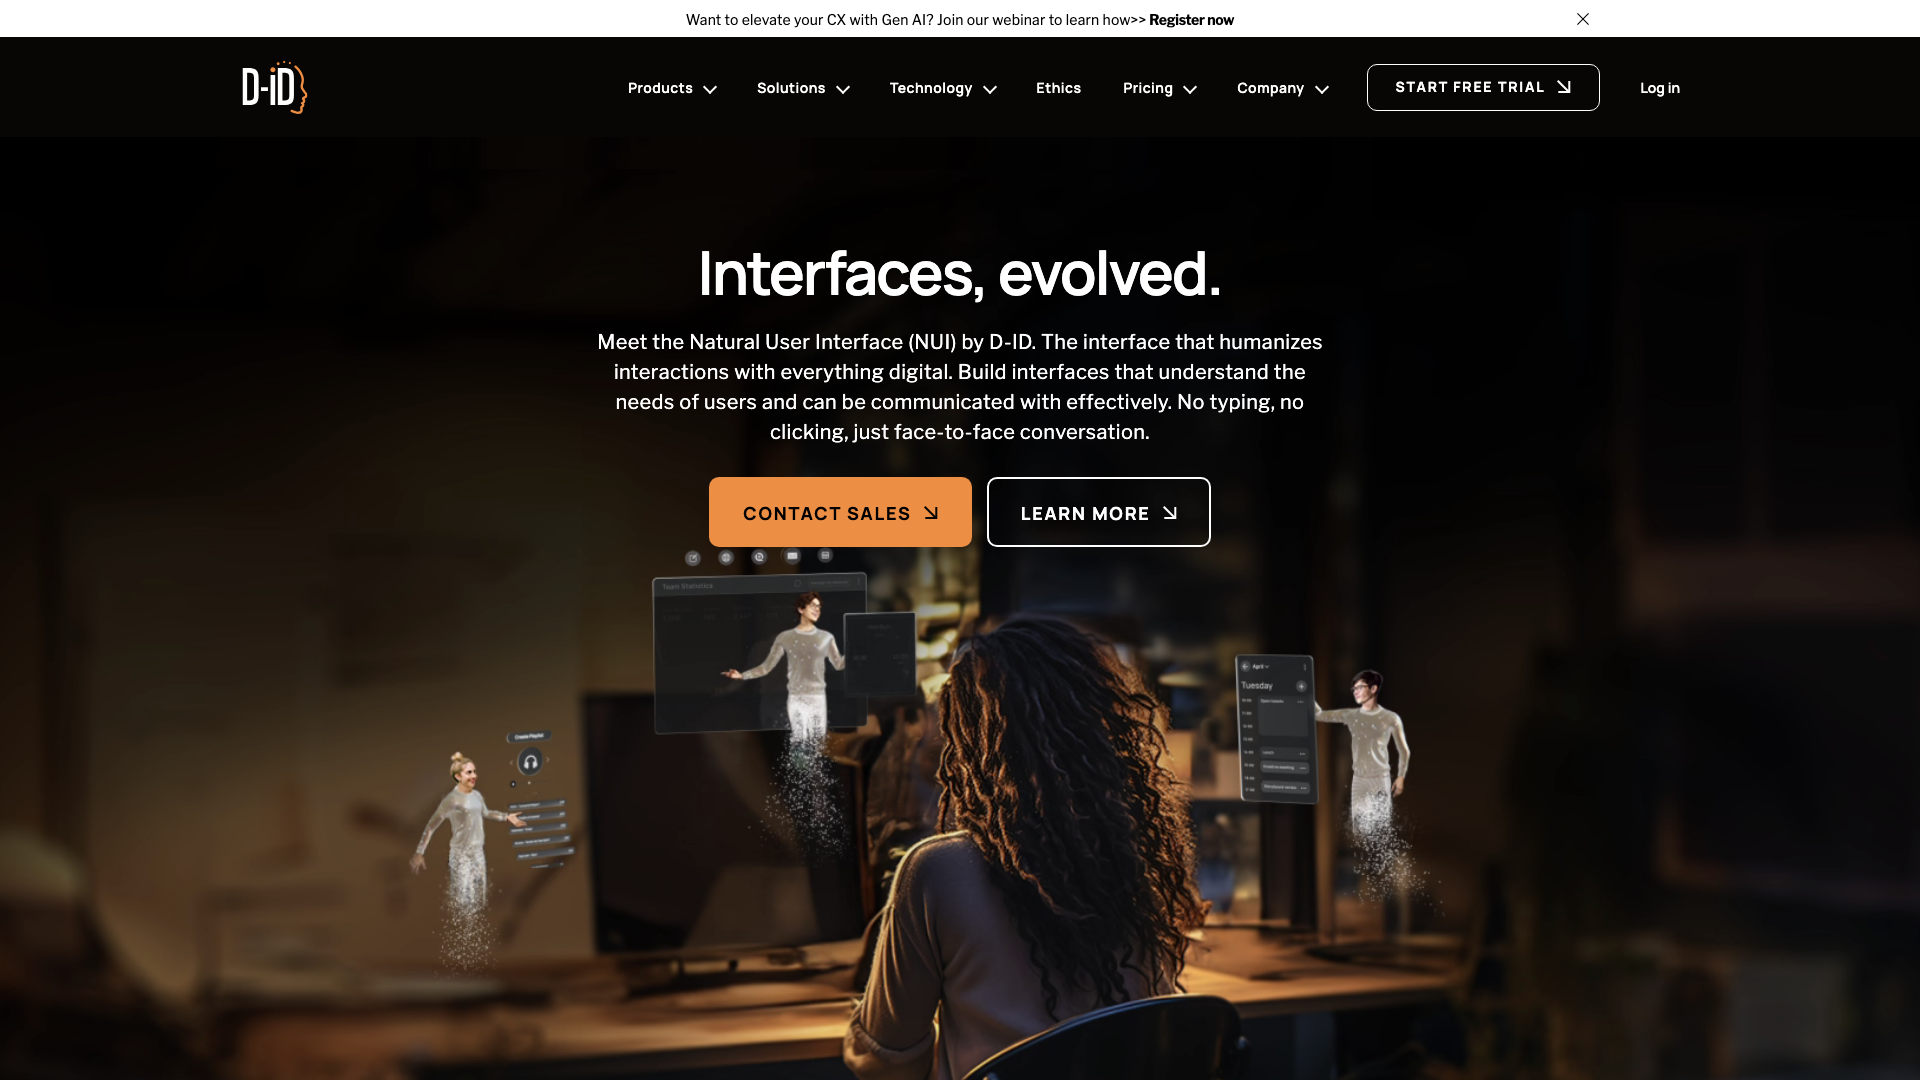 Want to elevate your CX with Gen AI? Join our webinar to learn how>> Register now
D-iD
Products
Solutions
Technology
Ethics
Pricing
Company
START FREE TRIAL
Log in
Interfaces, evolved.
Meet the Natural User Interface (NUI) by D-ID. The interface that humanizes
interactions with everything digital. Build interfaces that understand the
needs of users and can be communicated with effectively. No typing, no
clicking, just face-to-face conversation.
CONTACT SALES
LEARN MORE
Team Statistics
April
Tuesday
Create Playlist